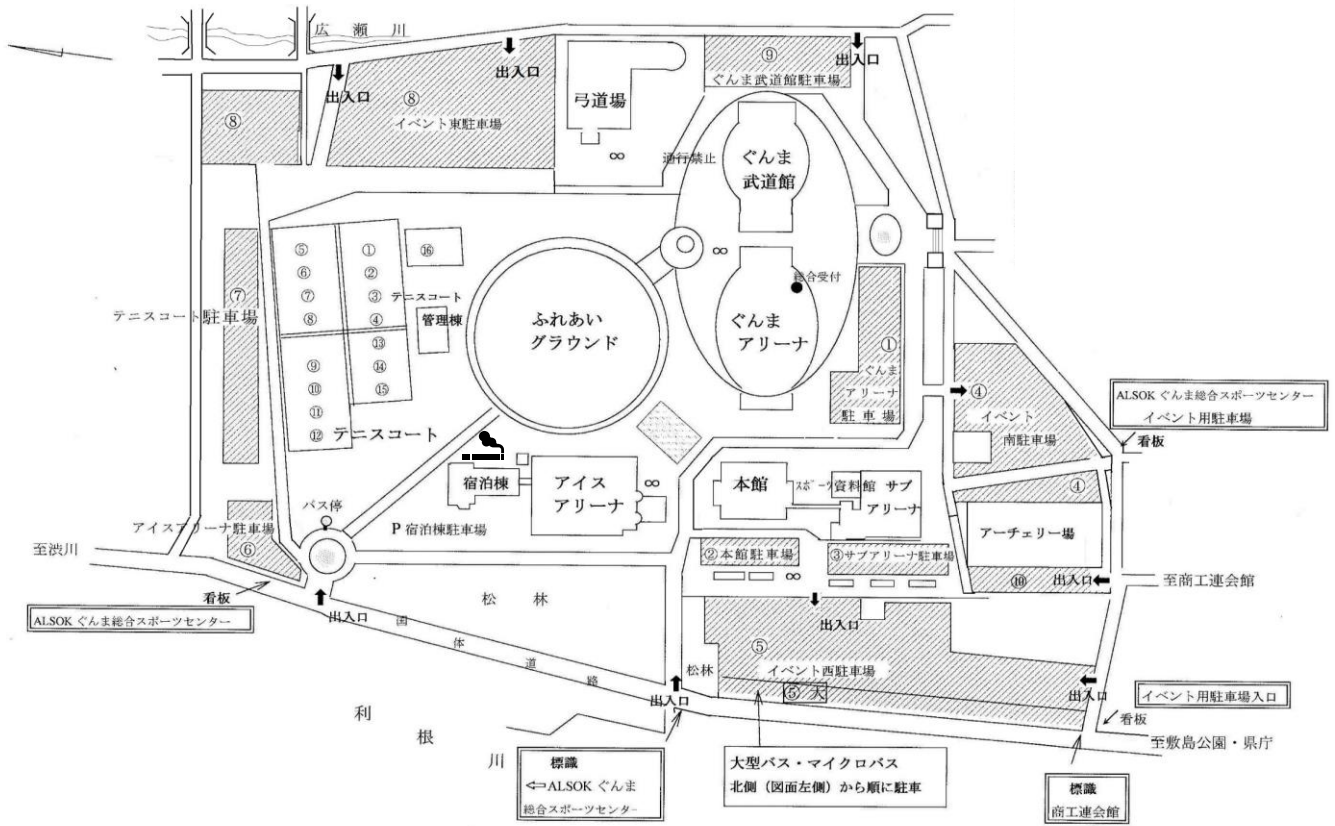 広瀬川
出入口
出入口
⑧
イベント東駐車場
⑧
弓道場
∞
通行禁止
⑨
ぐんま武道館駐車場
出入口
ぐんま
武道館
∞
総合受付
ぐんま
アリーナ
①
ぐんま
アリーナ
駐車場
⑤
⑥
⑦
⑧
①
②
③
④
⑬
⑭
⑮
⑨
⑩
⑪
⑫
⑯
テニスコート
管理棟
テニスコート
⑦
テニスコート駐車場
ふれあい
グラウンド
④
イベント
南駐車場
④
ALSOKぐんま総合スポーツセンター
イベント用駐車場
看板
宿泊棟
アイス
アリーナ
∞
本館
スポーツ資料館
サブ
アリーナ
アーチェリー場
バス停
P 宿泊棟駐車場
アイスアリーナ駐車場
⑥
至渋川
看板
ALSOKぐんま総合スポーツセンター
出入口
②本館駐車場
③サブアリーナ駐車場
∞
⑩
出入口
至商工連会館
松林
国体道路
出入口
⑤
イベント西駐車場
松林
⑤大
出入口
出入口
イベント用駐車場入口
看板
至敷島公園・県庁
利根川
標識
⇦ALSOKぐんま
総合スポーツセンター
大型バス・マイクロバス
北側（図面左側）から順に駐車
標識
商工連会館